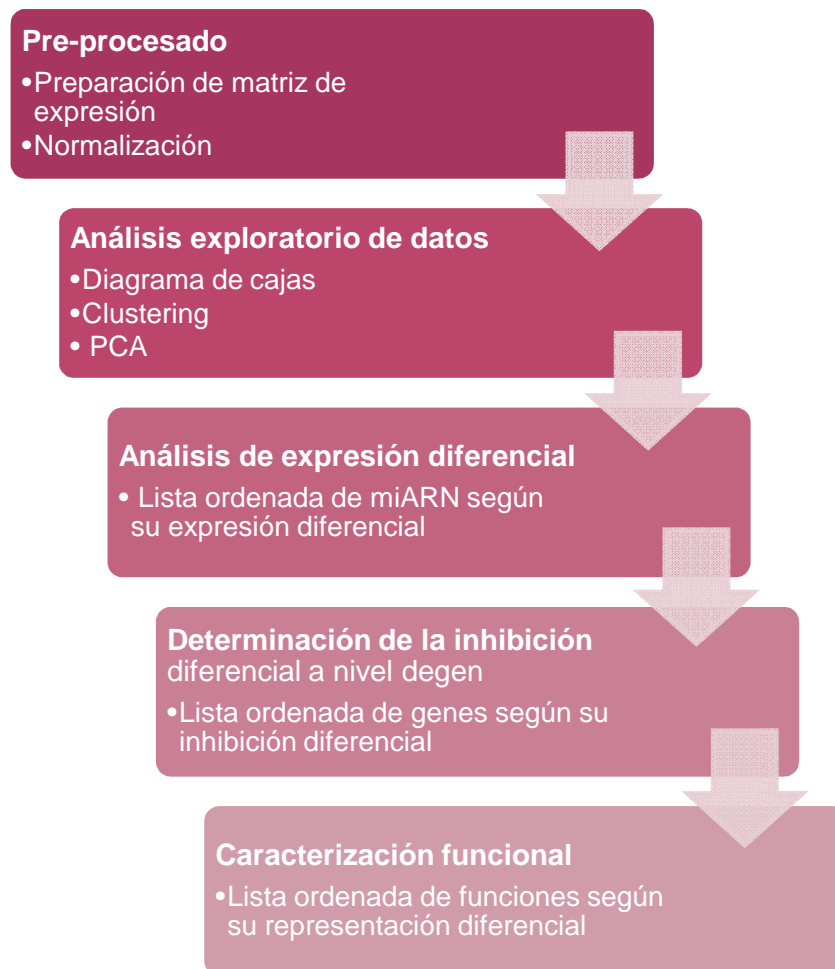 Pre-procesado
•Preparación de matriz de
expresión
•Normalización
Análisis exploratorio de datos
•Diagrama de cajas
•Clustering
• PCA
Análisis de expresión diferencial
• Lista ordenada de miARN según
su expresión diferencial
Determinación de la inhibición
diferencial a nivel degen
•Lista ordenada de genes según su
inhibición diferencial
Caracterización funcional
•Lista ordenada de funciones según
su representación diferencial